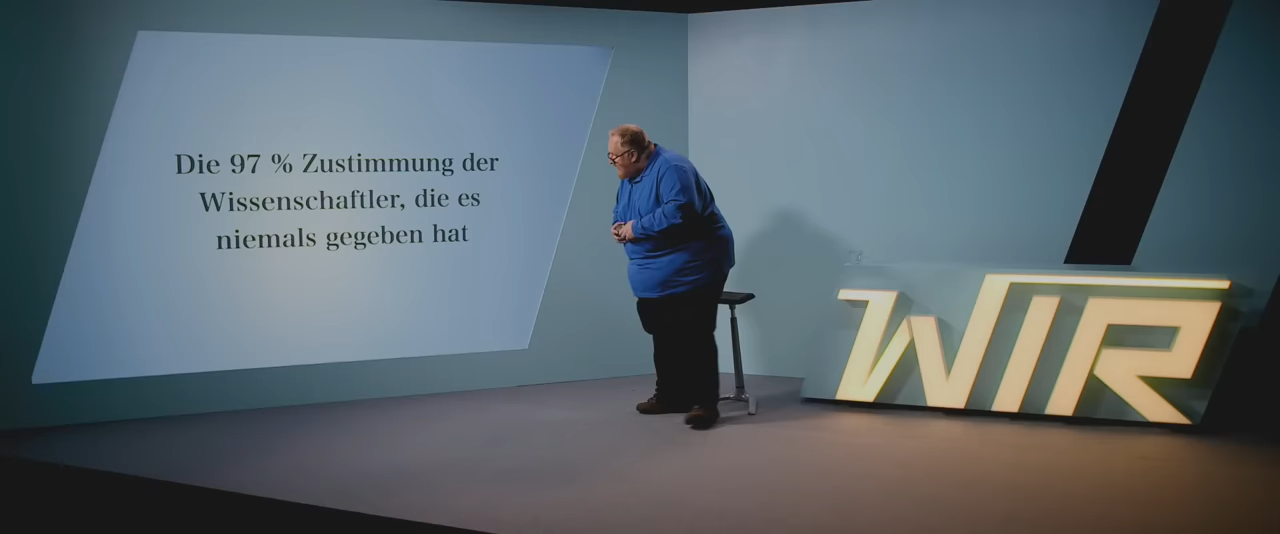 Die 97 % Zustimmung der
Wissenschaftler, die es
niemals gegeben hat
WIR